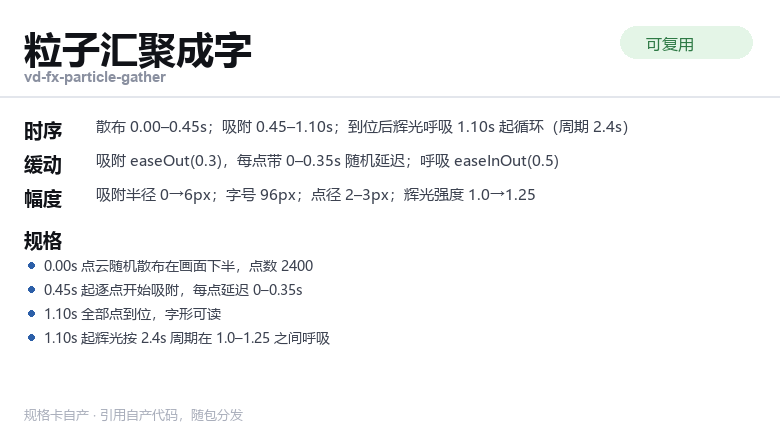 粒子汇聚成字
可复用
vd-fx-particle-gather
时序 散布 0.00–0.45s；吸附 0.45–1.10s；到位后辉光呼吸 1.10s 起循环（周期 2.4s）
缓动 吸附 easeOut(0.3)，每点带 0–0.35s 随机延迟；呼吸 easeInOut(0.5)
幅度 吸附半径 0→6px；字号 96px；点径 2–3px；辉光强度 1.0→1.25
规格
0.00s 点云随机散布在画面下半，点数 2400
0.45s 起逐点开始吸附，每点延迟 0–0.35s
1.10s 全部点到位，字形可读
1.10s 起辉光按 2.4s 周期在 1.0–1.25 之间呼吸
规格卡自产 · 引用自产代码，随包分发